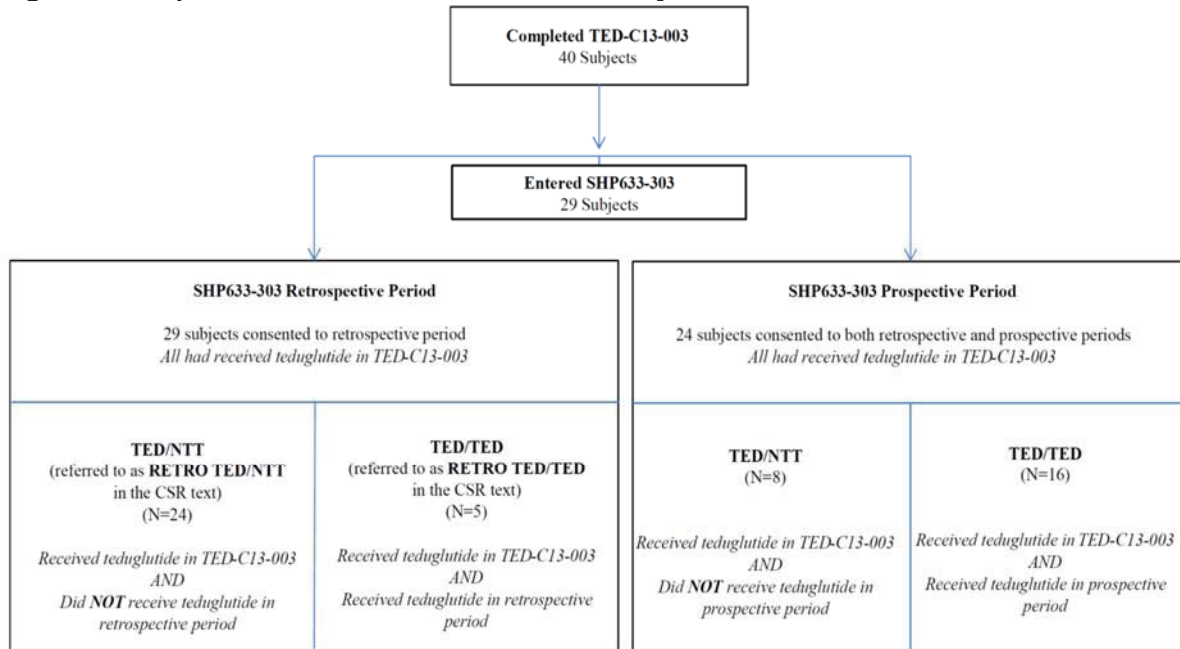 Completed TED-C13-003
40 Subjects
Entered SHP633-303
29 Subjects
SHP633-303 Retrospective Period
29 subjects consented to retrospective period
All had received teduglutide in TED-C13-003
TED/NTT
(referred to as RETRO TED/NTT
in the CSR text)
(N=24)
Received teduglutide in TED-C13-003
AND
Did NOT receive teduglutide in
retrospective period
TED/TED
(referred to as RETRO TED/TED
in the CSR text)
(N=5)
Received teduglutide in TED-C13-003
AND
Received teduglutide in retrospective
period
SHP633-303 Prospective Period
24 subjects consented to both retrospective and prospective periods
All had received teduglutide in TED-C13-003
TED/NTT
(N=8)
Received teduglutide in TED-C13-003
AND
Did NOT receive teduglutide in
prospective period
TED/TED
(N=16)
Received teduglutide in TED-C13-003
AND
Received teduglutide in prospective
period